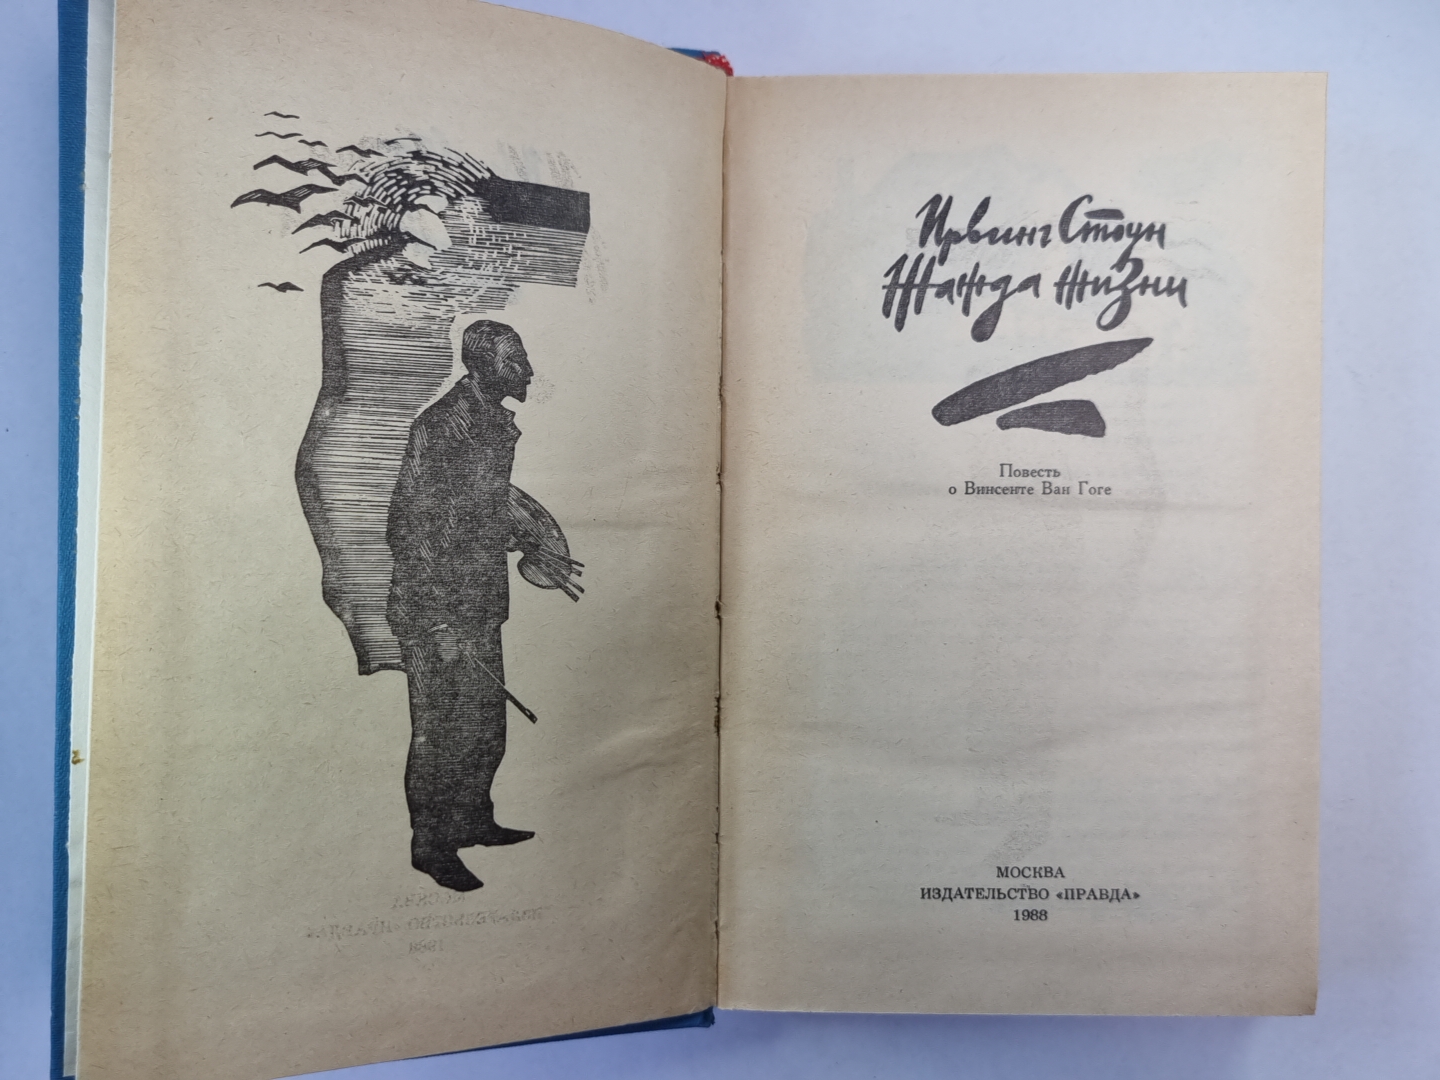 Ирвинг Стоун
Жажда жизни
Повесть
о Винсенте Ван Гоге
МОСКВА
ИЗДАТЕЛЬСТВО «ПРАВДА»
1988